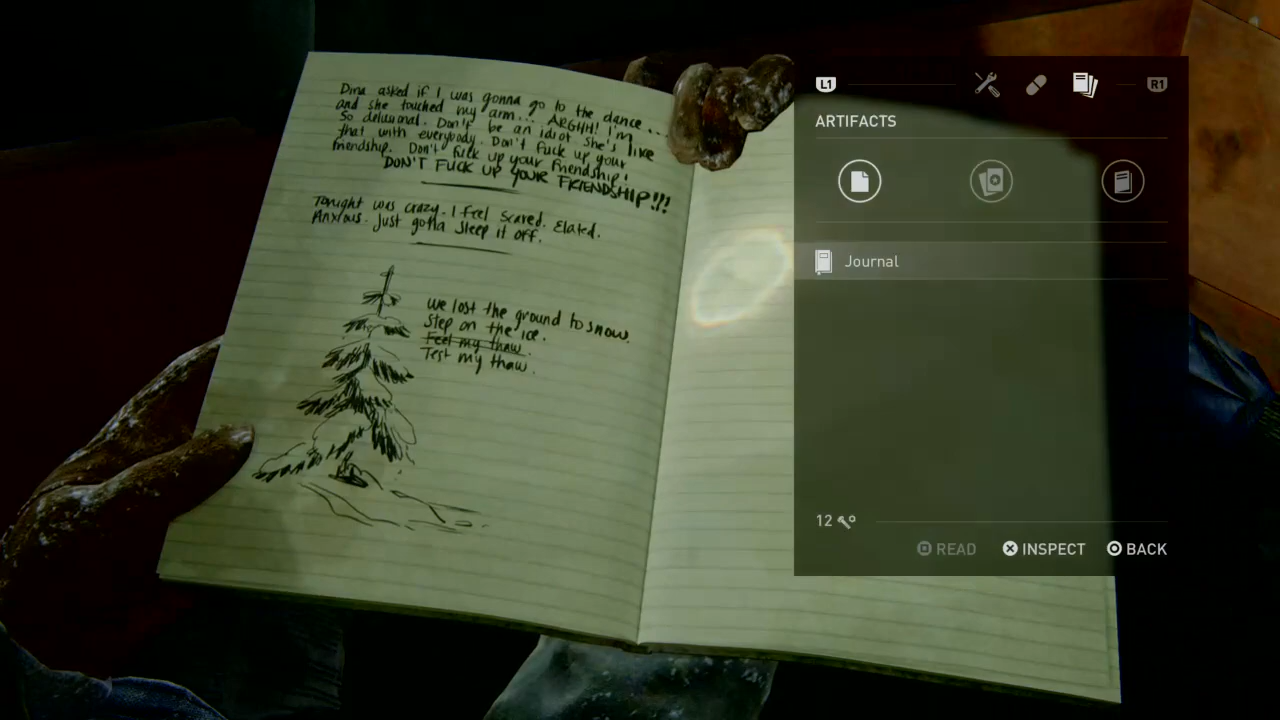 Dina asked if I was gonna go to the dance...
and she touched my arm... ARGHH! I'm
so delusional. Don't be an idiot. She's like
that with everybody. Don't fuck up your
friendship. Don't fuck up your friendship!
DON'T FUCK UP YOUR FRIENDSHIP!!!
Tonight was crazy. I feel scared. Elated.
Anxious. Just gotta sleep it off.
We lost the ground to snow.
Step on the ice.
Feel my thaw.
Test my thaw.
L1
R1
ARTIFACTS
Journal
12
READ
INSPECT
BACK